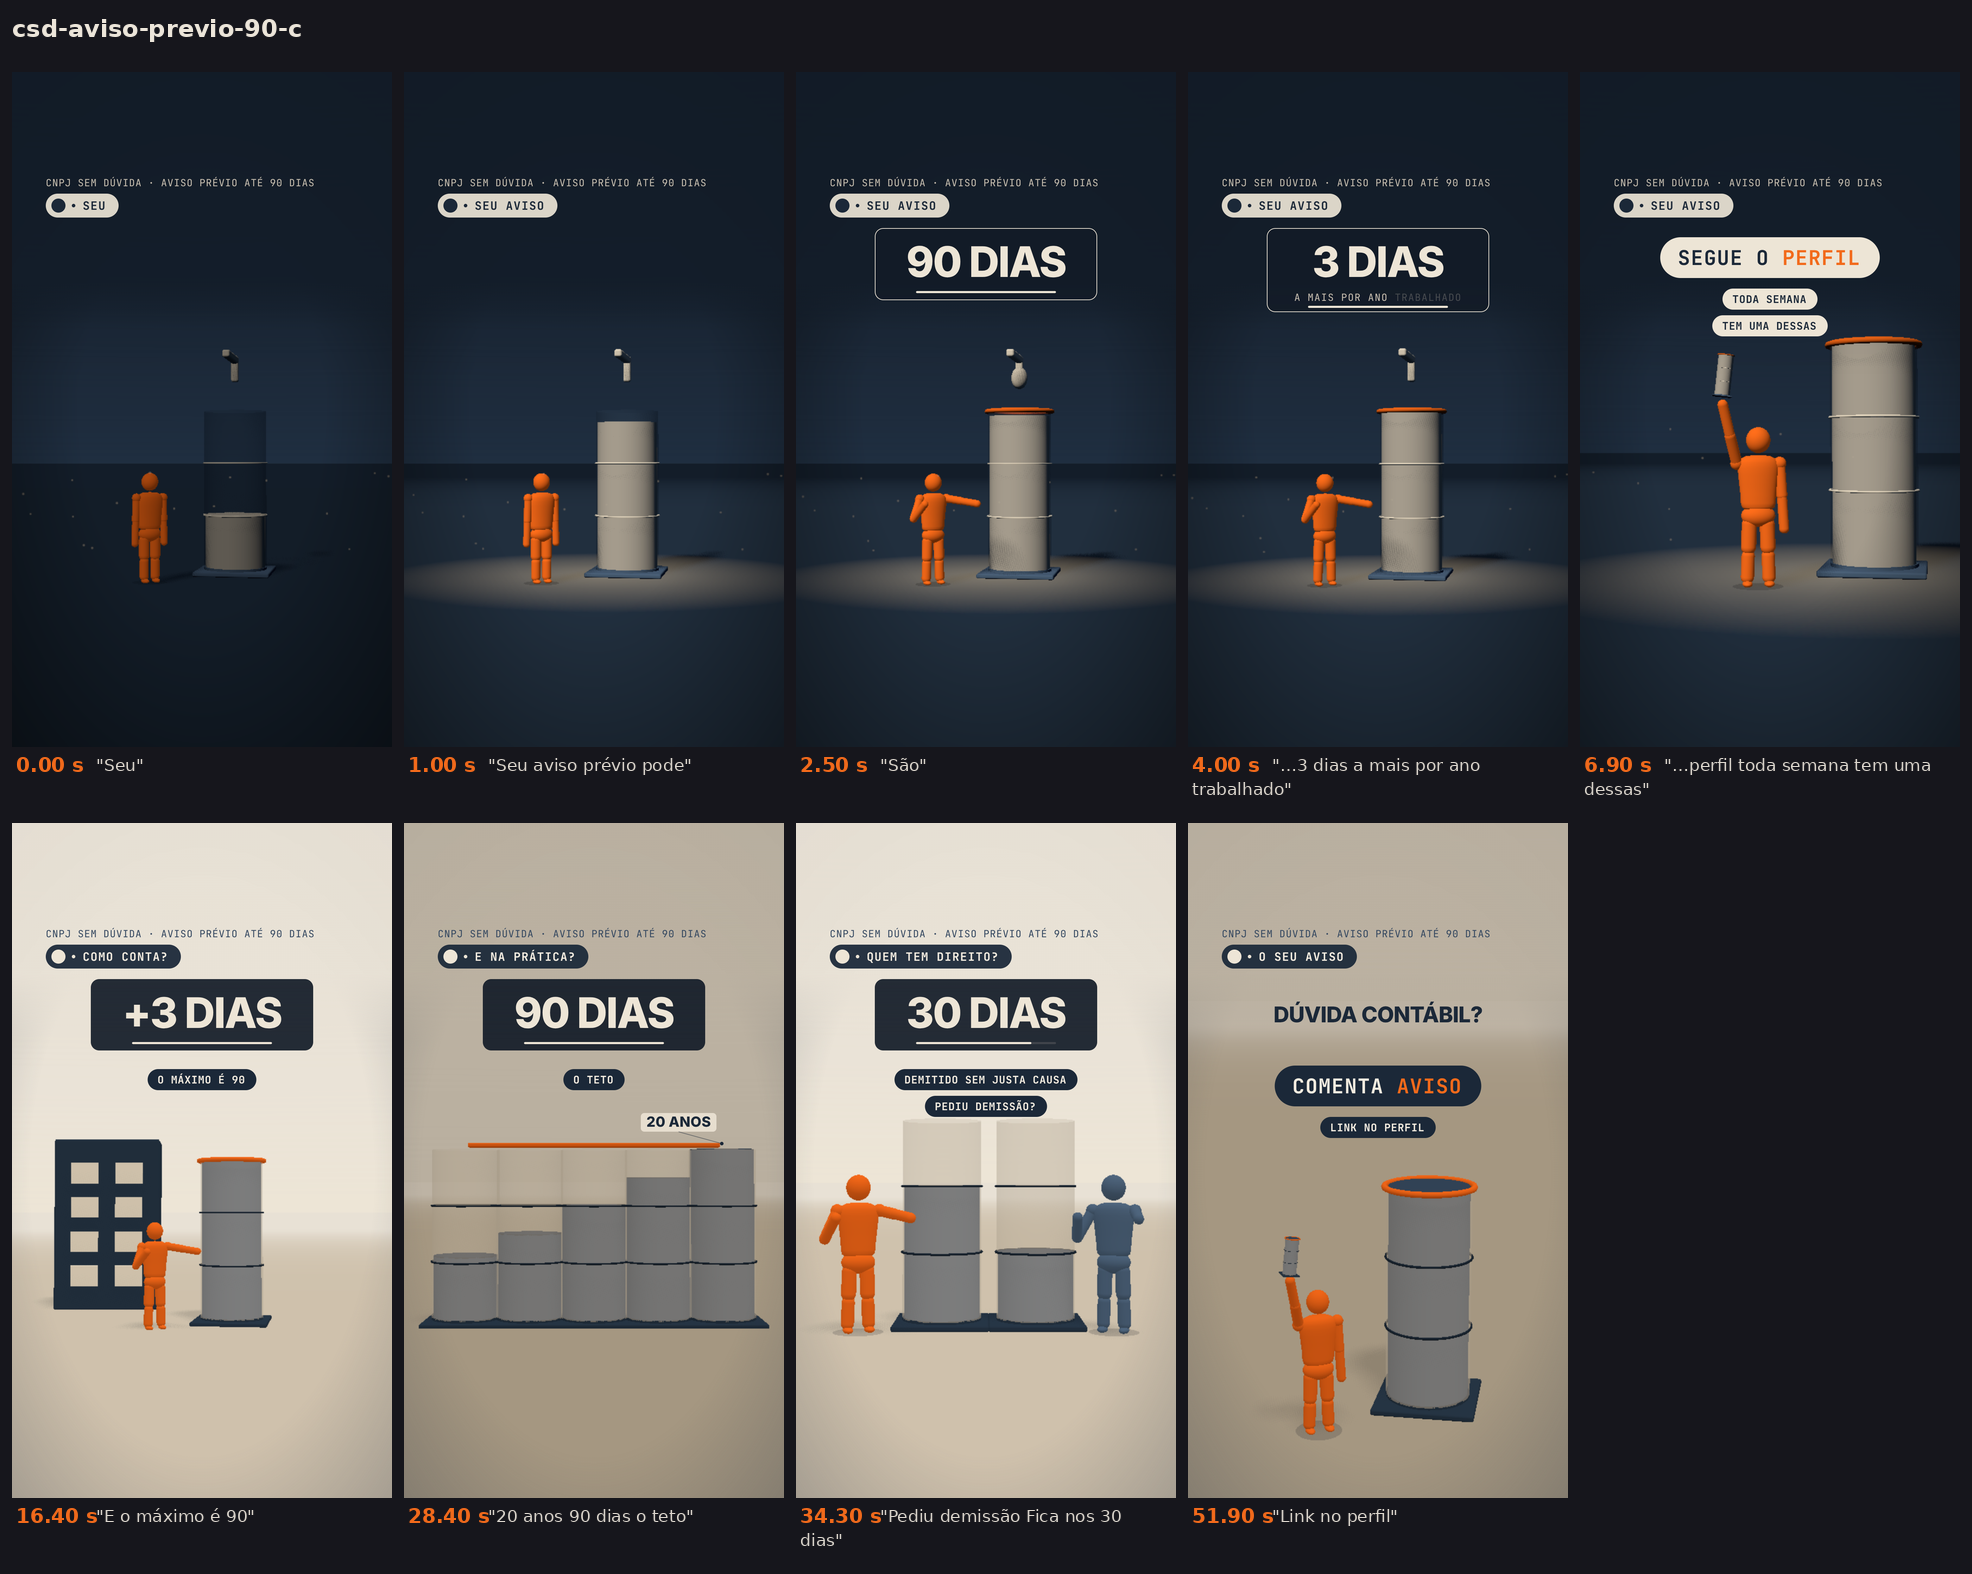 csd-aviso-previo-90-c
CNPJ SEM DÚVIDA · AVISO PRÉVIO ATÉ 90 DIAS
• SEU
0.00 s "Seu"
CNPJ SEM DÚVIDA · AVISO PRÉVIO ATÉ 90 DIAS
• SEU AVISO
1.00 s "Seu aviso prévio pode"
CNPJ SEM DÚVIDA · AVISO PRÉVIO ATÉ 90 DIAS
• SEU AVISO
90 DIAS
2.50 s "São"
CNPJ SEM DÚVIDA · AVISO PRÉVIO ATÉ 90 DIAS
• SEU AVISO
3 DIAS
A MAIS POR ANO TRABALHADO
4.00 s "...3 dias a mais por ano
trabalhado"
CNPJ SEM DÚVIDA · AVISO PRÉVIO ATÉ 90 DIAS
• SEU AVISO
SEGUE O PERFIL
TODA SEMANA
TEM UMA DESSAS
6.90 s "...perfil toda semana tem uma
dessas"
CNPJ SEM DÚVIDA · AVISO PRÉVIO ATÉ 90 DIAS
• COMO CONTA?
+3 DIAS
O MÁXIMO É 90
16.40 s "E o máximo é 90"
CNPJ SEM DÚVIDA · AVISO PRÉVIO ATÉ 90 DIAS
• E NA PRÁTICA?
90 DIAS
O TETO
20 ANOS
28.40 s "20 anos 90 dias o teto"
CNPJ SEM DÚVIDA · AVISO PRÉVIO ATÉ 90 DIAS
• QUEM TEM DIREITO?
30 DIAS
DEMITIDO SEM JUSTA CAUSA
PEDIU DEMISSÃO?
34.30 s "Pediu demissão Fica nos 30
dias"
CNPJ SEM DÚVIDA · AVISO PRÉVIO ATÉ 90 DIAS
• O SEU AVISO
DÚVIDA CONTÁBIL?
COMENTA AVISO
LINK NO PERFIL
51.90 s "Link no perfil"